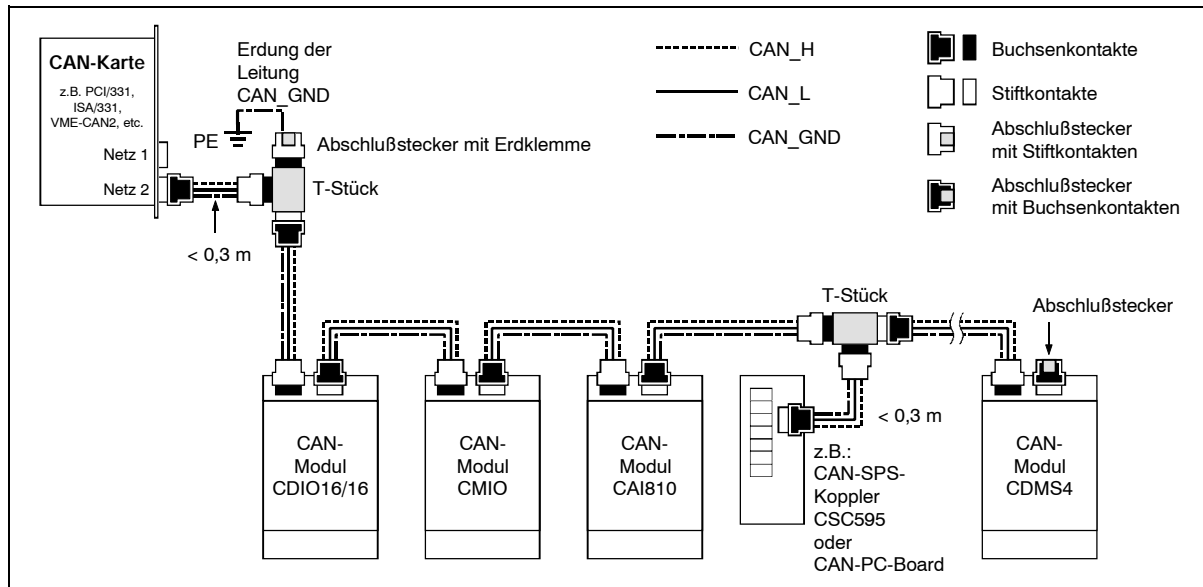 CAN-Karte
z.B. PCI/331,
ISA/331,
VME-CAN2, etc.
Netz 1
Netz 2
Erdung der
Leitung
CAN_GND
PE
Abschlußstecker mit Erdklemme
T-Stück
< 0,3 m
CAN_H
CAN_L
CAN_GND
Buchsenkontakte
Stiftkontakte
Abschlußstecker
mit Stiftkontakten
Abschlußstecker
mit Buchsenkontakten
T-Stück
Abschlußstecker
< 0,3 m
CAN-
Modul
CDIO16/16
CAN-
Modul
CMIO
CAN-
Modul
CAI810
z.B.:
CAN-SPS-
Koppler
CSC595
oder
CAN-PC-Board
CAN-
Modul
CDMS4